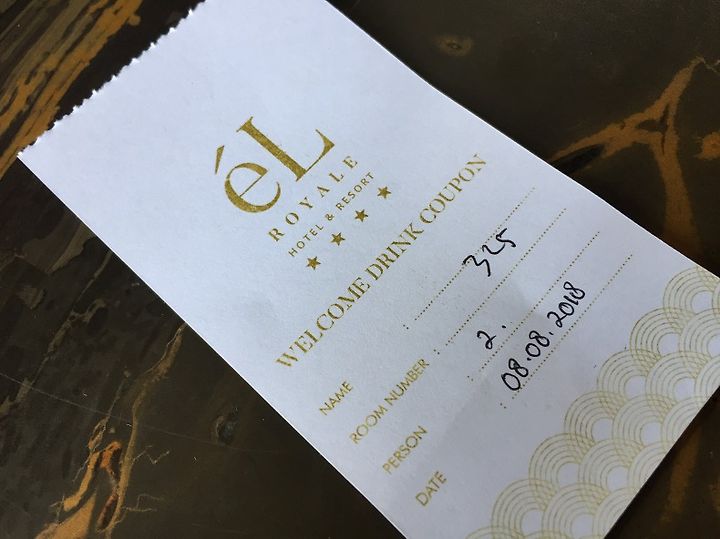 éL
ROYALE
HOTEL & RESORT
★ ★ ★ ★
WELCOME DRINK COUPON
NAME :
ROOM NUMBER : 325
PERSON : 2.
DATE : 08.08.2018